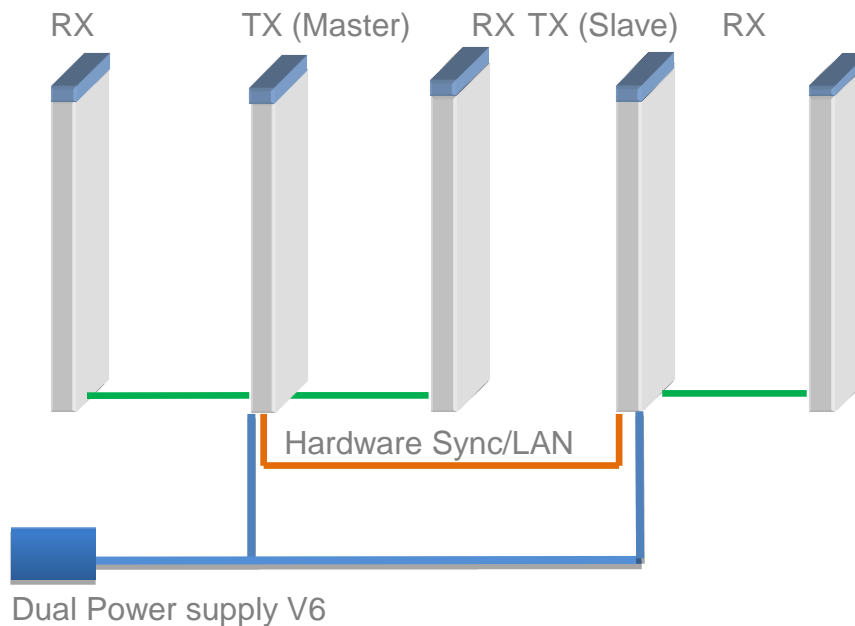 RX TX (Master) RX TX (Slave) RX
Hardware Sync/LAN
Dual Power supply V6